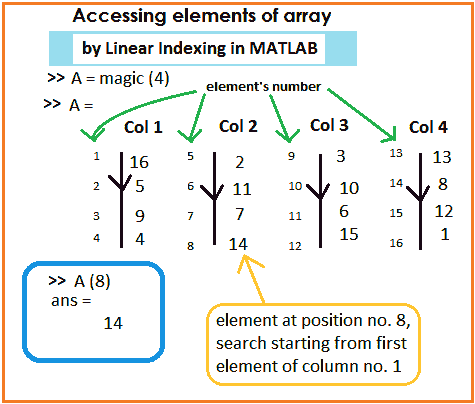 Accessing elements of array
by Linear Indexing in MATLAB
>> A = magic (4)
element's number
>> A =
Col 1 Col 2 Col 3 Col 4
1 16 5 2 9 3 13 13
2 5 6 11 10 10 14 8
3 9 7 7 11 6 15 12
4 4 8 14 12 15 16 1
>> A (8)
ans =
14
element at position no. 8,
search starting from first
element of column no. 1